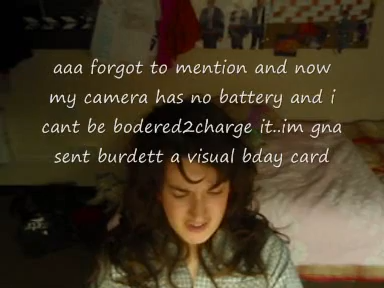 aaa forgot to mention and now
my camera has no battery and i
cant be bodered2charge it..im gna
sent burdett a visual bday card